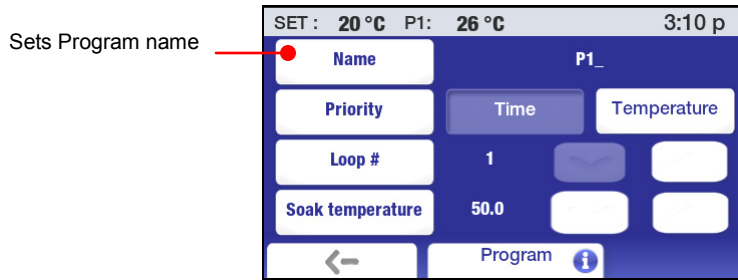 Sets Program name
SET : 20 °C P1: 26 °C 3:10 p
Name P1_
Priority Time Temperature
Loop # 1
Soak temperature 50.0
Program i